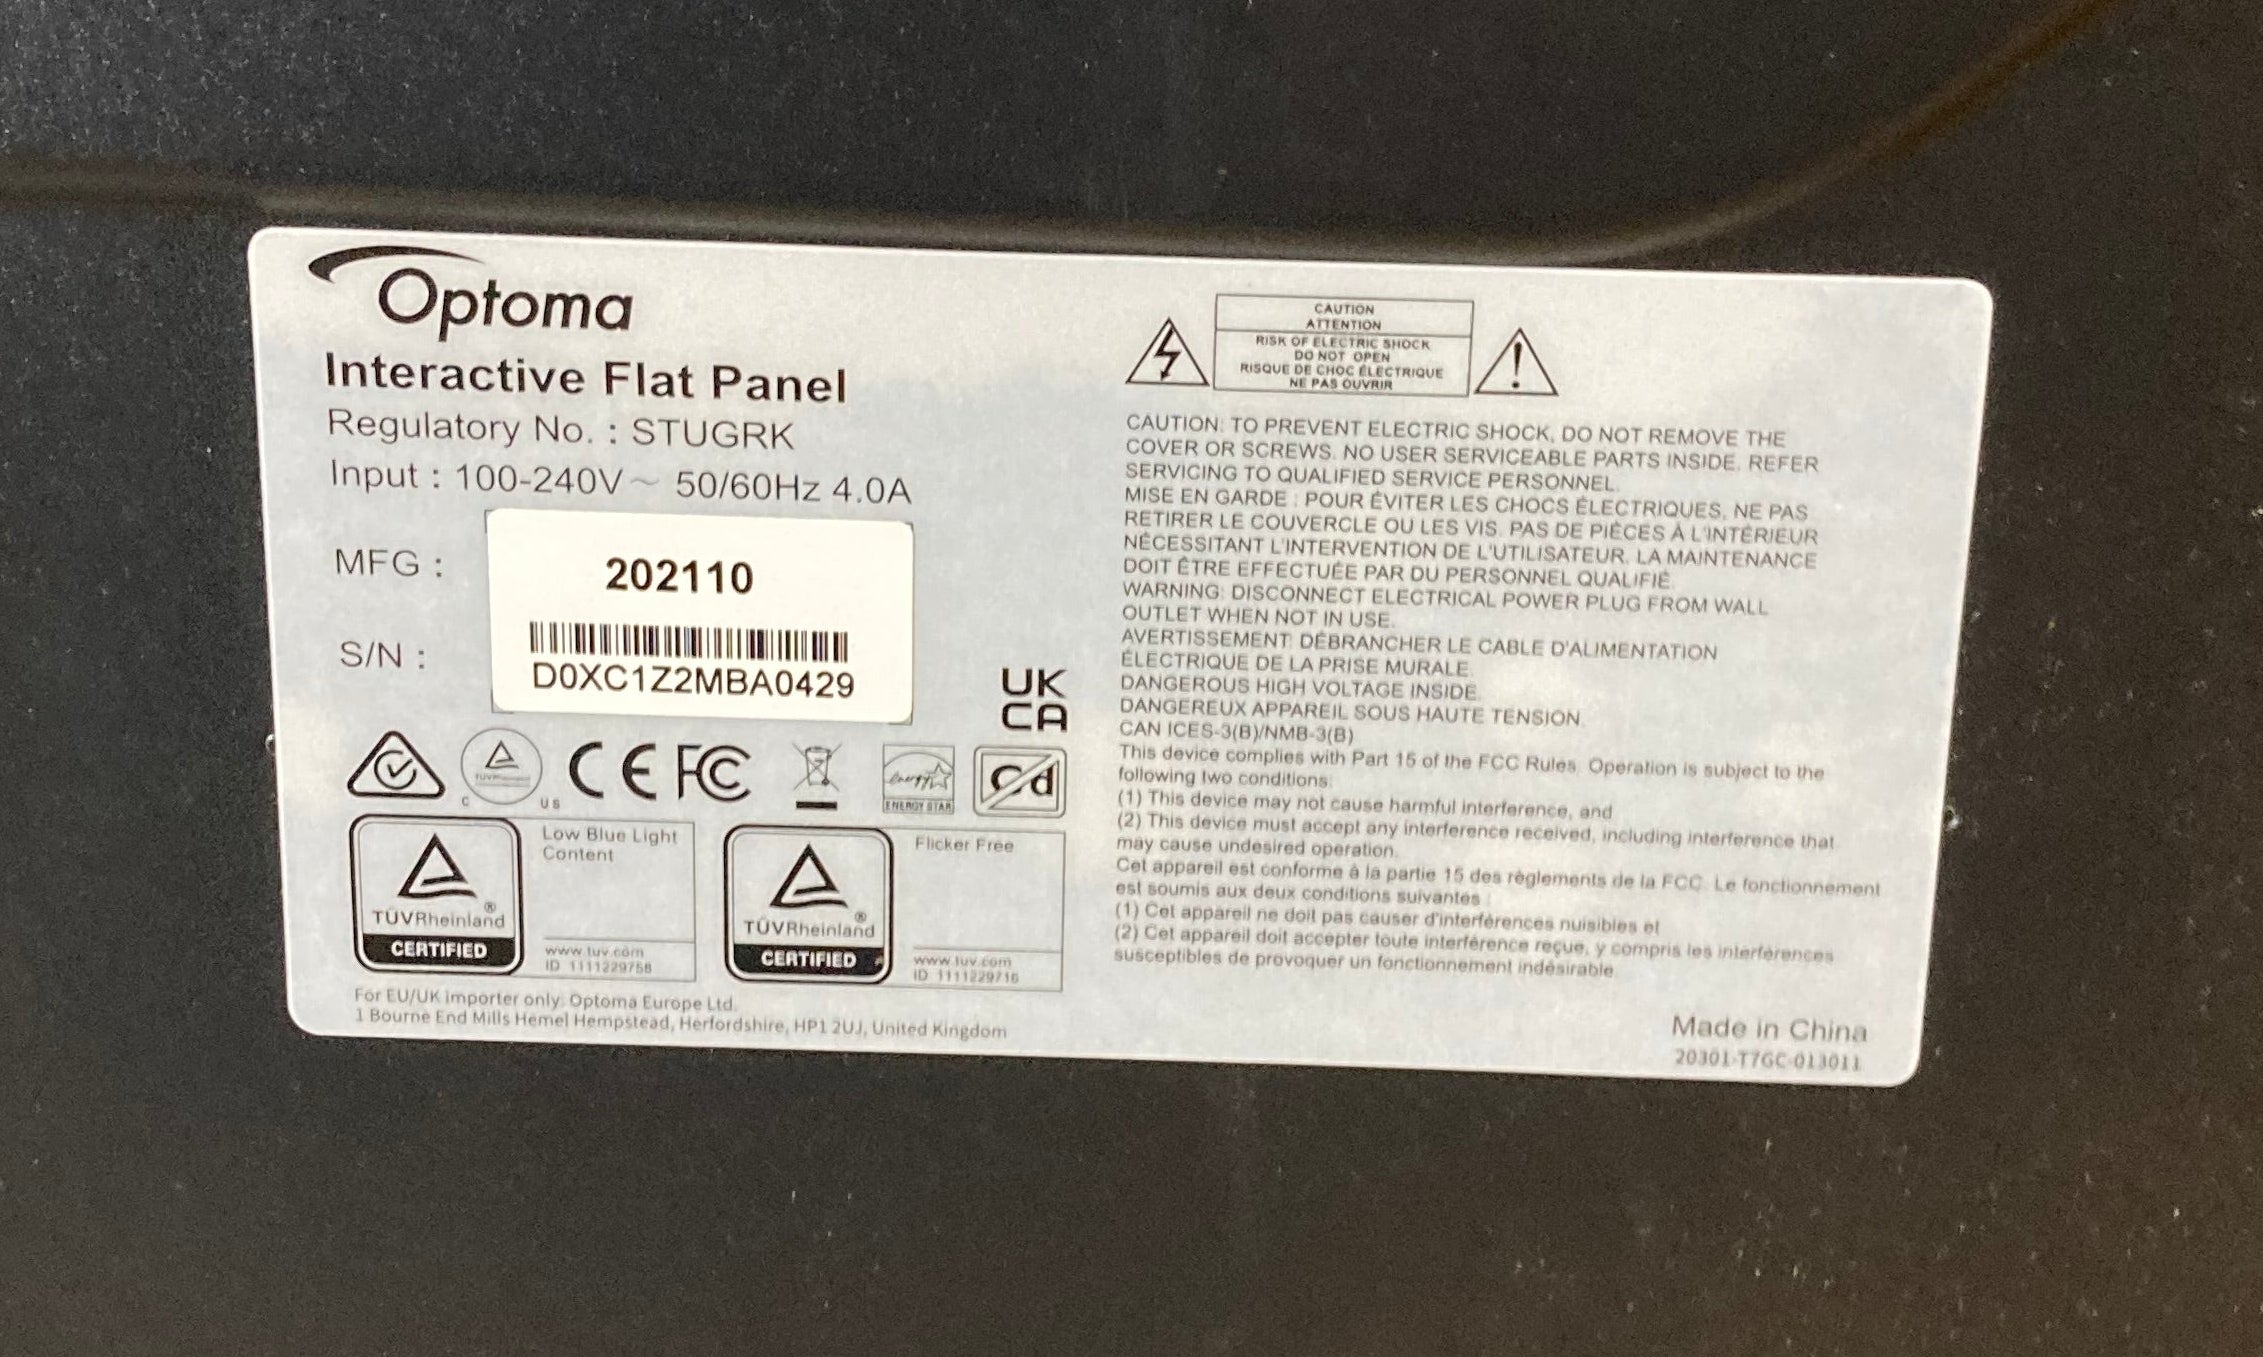 Optoma
Interactive Flat Panel
Regulatory No. : STUGRK
Input : 100-240V～ 50/60Hz 4.0A
MFG :
202110
S/N :
D0XC1Z2MBA0429
UK
CA
C US
CE FC
energy
ENERGY STAR
Cd
TÜVRheinland®
CERTIFIED
Low Blue Light
Content
www.tuv.com
ID 1111229758
TÜVRheinland®
CERTIFIED
Flicker Free
www.tuv.com
ID 1111229716
For EU/UK importer only: Optoma Europe Ltd.
1 Bourne End Mills Hemel Hempstead, Herfordshire, HP1 2UJ, United Kingdom
CAUTION
ATTENTION
RISK OF ELECTRIC SHOCK
DO NOT OPEN
RISQUE DE CHOC ÉLECTRIQUE
NE PAS OUVRIR
CAUTION: TO PREVENT ELECTRIC SHOCK, DO NOT REMOVE THE
COVER OR SCREWS. NO USER SERVICEABLE PARTS INSIDE. REFER
SERVICING TO QUALIFIED SERVICE PERSONNEL.
MISE EN GARDE : POUR ÉVITER LES CHOCS ÉLECTRIQUES, NE PAS
RETIRER LE COUVERCLE OU LES VIS. PAS DE PIÈCES À L'INTÉRIEUR
NÉCESSITANT L'INTERVENTION DE L'UTILISATEUR. LA MAINTENANCE
DOIT ÊTRE EFFECTUÉE PAR DU PERSONNEL QUALIFIÉ.
WARNING: DISCONNECT ELECTRICAL POWER PLUG FROM WALL
OUTLET WHEN NOT IN USE.
AVERTISSEMENT: DÉBRANCHER LE CABLE D'ALIMENTATION
ÉLECTRIQUE DE LA PRISE MURALE.
DANGEROUS HIGH VOLTAGE INSIDE.
DANGEREUX APPAREIL SOUS HAUTE TENSION.
CAN ICES-3(B)/NMB-3(B)
This device complies with Part 15 of the FCC Rules. Operation is subject to the
following two conditions:
(1) This device may not cause harmful interference, and
(2) This device must accept any interference received, including interference that
may cause undesired operation.
Cet appareil est conforme à la partie 15 des règlements de la FCC. Le fonctionnement
est soumis aux deux conditions suivantes :
(1) Cet appareil ne doit pas causer d'interférences nuisibles et
(2) Cet appareil doit accepter toute interférence reçue, y compris les interférences
susceptibles de provoquer un fonctionnement indésirable.
Made in China
20301-T7GC-013011